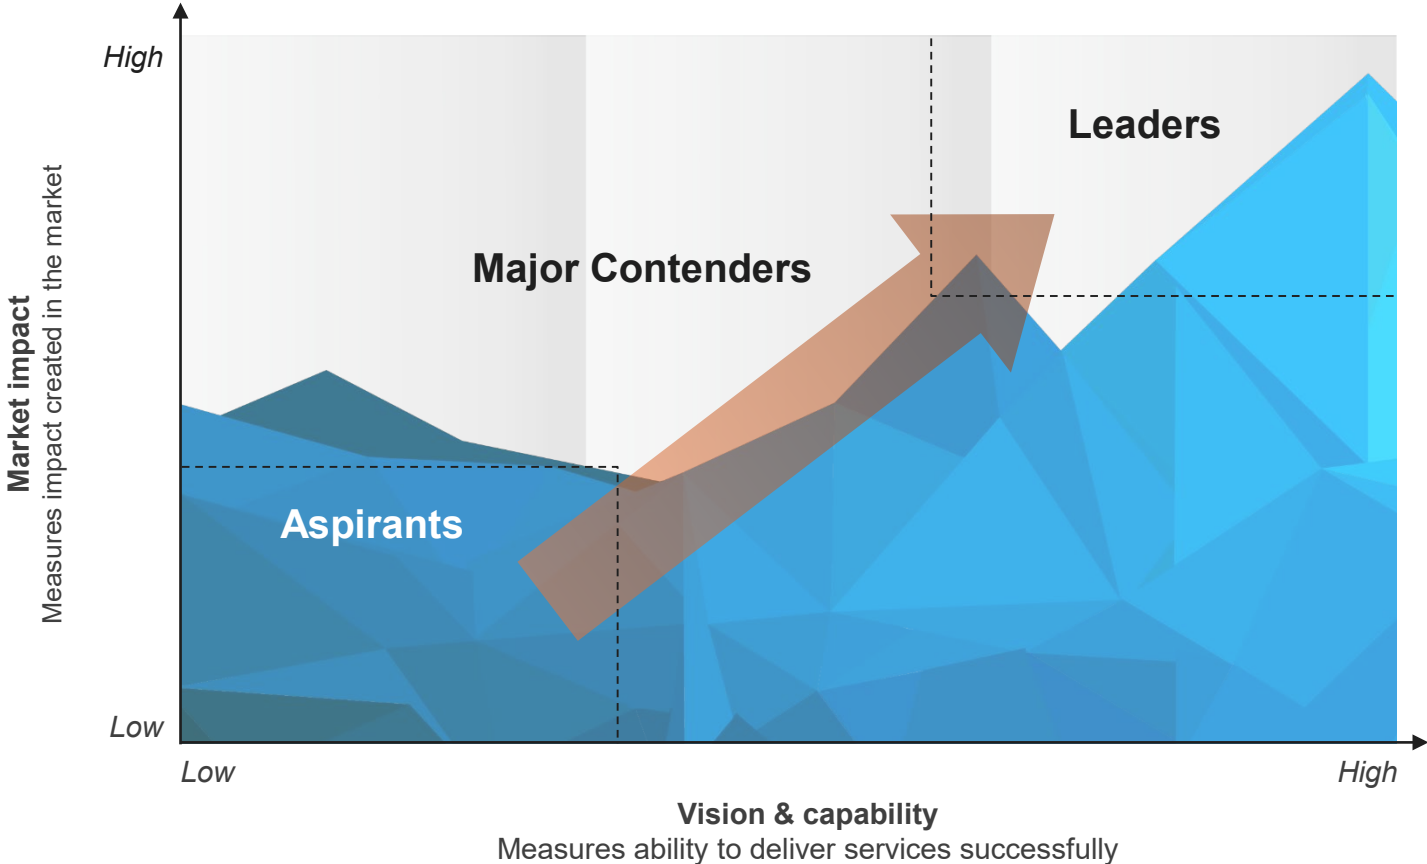 High
Leaders
Major Contenders
Market impact
Measures impact created in the market
Aspirants
Low
Low
High
Vision & capability
Measures ability to deliver services successfully